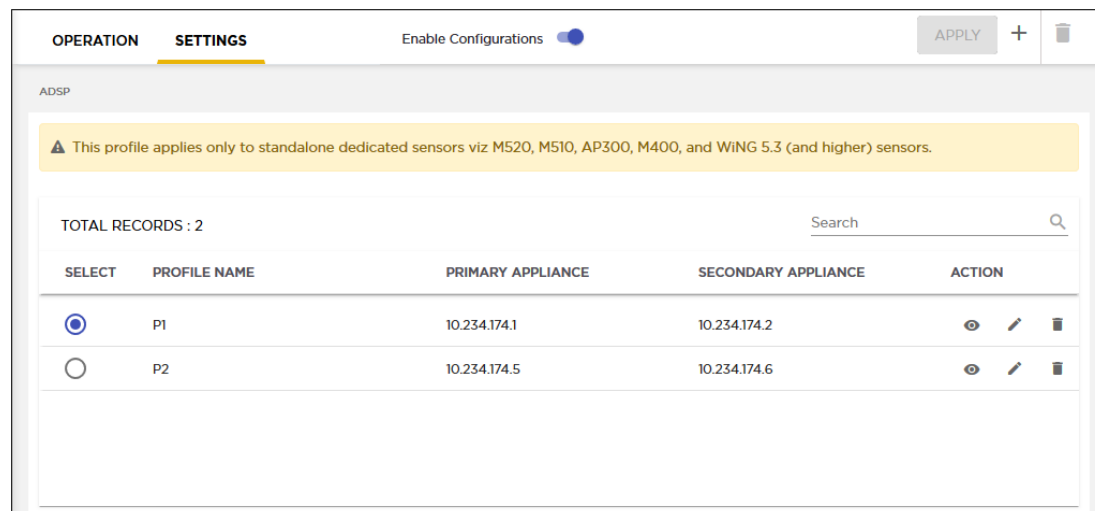 OPERATION SETTINGS Enable Configurations APPLY
ADSP
This profile applies only to standalone dedicated sensors viz M520, M510, AP300, M400, and WiNG 5.3 (and higher) sensors.
TOTAL RECORDS : 2 Search
SELECT PROFILE NAME PRIMARY APPLIANCE SECONDARY APPLIANCE ACTION
P1 10.234.174.1 10.234.174.2
P2 10.234.174.5 10.234.174.6